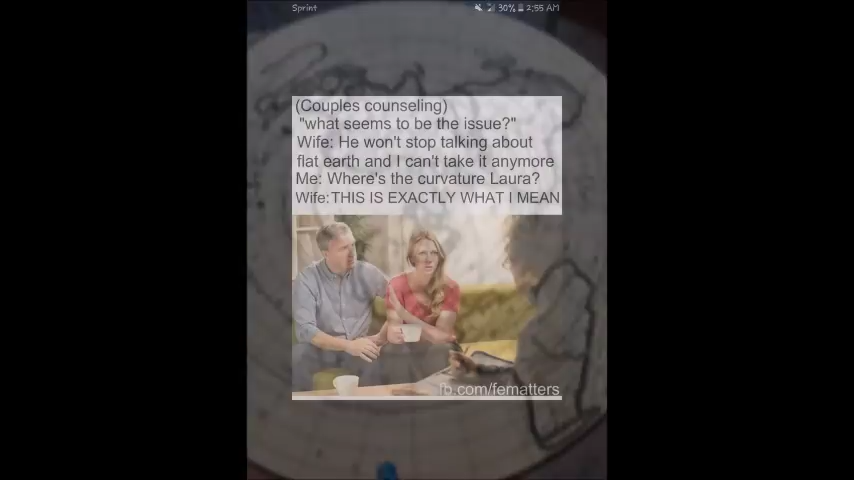 Sprint
30% 2:55 AM
(Couples counseling)
"what seems to be the issue?"
Wife: He won't stop talking about
flat earth and I can't take it anymore
Me: Where's the curvature Laura?
Wife:THIS IS EXACTLY WHAT I MEAN
fb.com/fematters